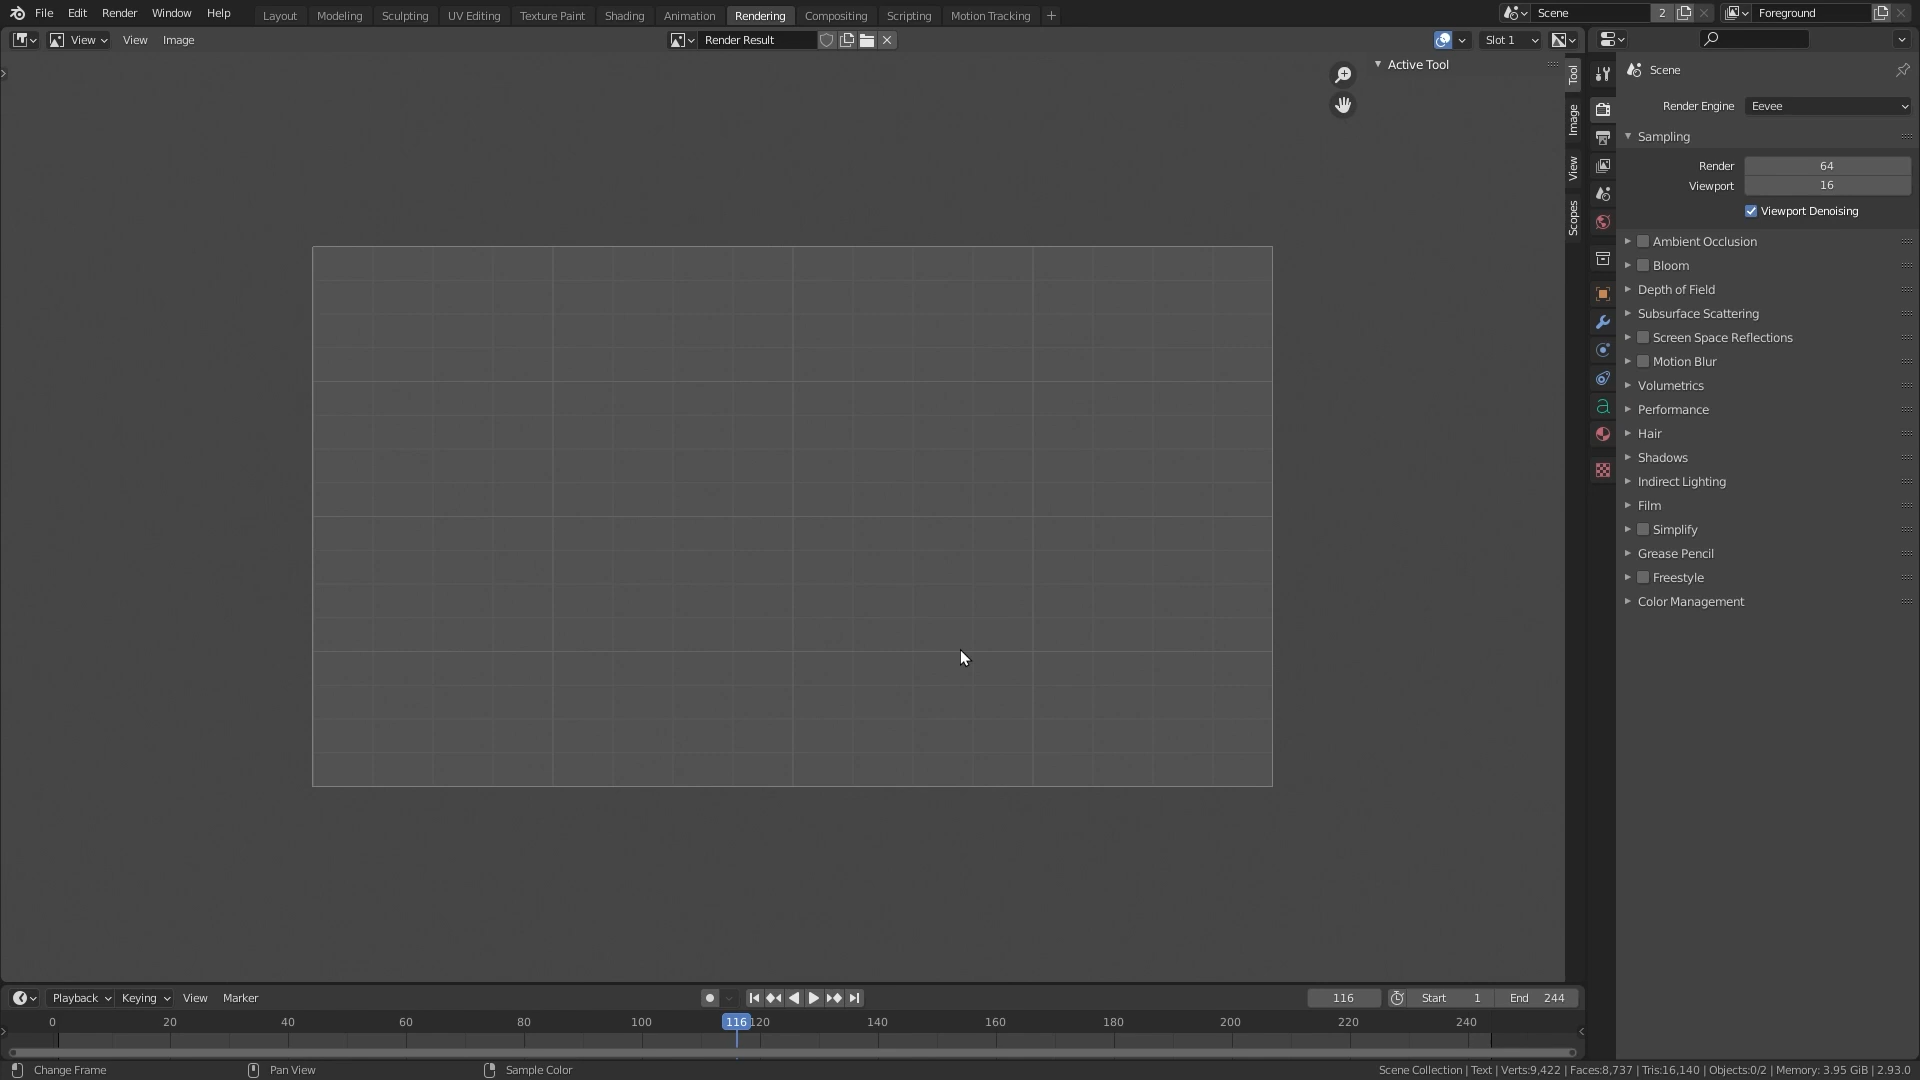 File Edit Render Window Help Layout Modeling Sculpting UV Editing Texture Paint Shading Animation Rendering Compositing Scripting Motion Tracking + Scene 2 Foreground
View View Image Render Result Slot 1
Active Tool
Tool
Image
View
Scopes
Scene
Render Engine Eevee
Sampling
Render 64
Viewport 16
Viewport Denoising
Ambient Occlusion
Bloom
Depth of Field
Subsurface Scattering
Screen Space Reflections
Motion Blur
Volumetrics
Performance
Hair
Shadows
Indirect Lighting
Film
Simplify
Grease Pencil
Freestyle
Color Management
Playback Keying View Marker 116 Start 1 End 244
0 20 40 60 80 100 116 120 140 160 180 200 220 240
Change Frame Pan View Sample Color Scene Collection | Text | Verts:9,422 | Faces:8,737 | Tris:16,140 | Objects:0/2 | Memory: 3.95 GiB | 2.93.0